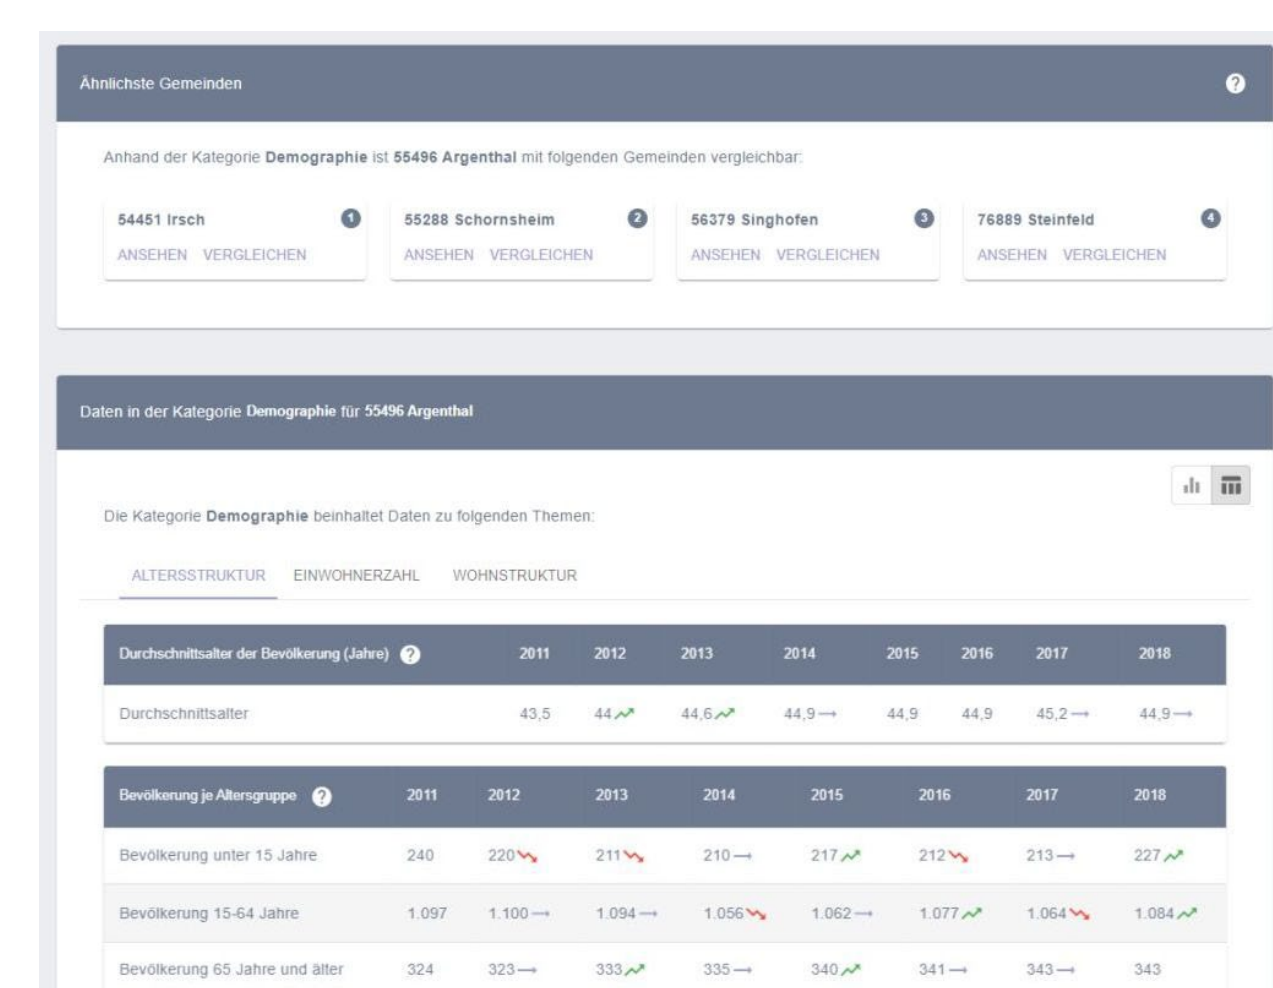 Ähnlichste Gemeinden ?
Anhand der Kategorie Demographie ist 55496 Argenthal mit folgenden Gemeinden vergleichbar:
54451 Irsch 1 55288 Schornsheim 2 56379 Singhofen 3 76889 Steinfeld 4
ANSEHEN VERGLEICHEN ANSEHEN VERGLEICHEN ANSEHEN VERGLEICHEN ANSEHEN VERGLEICHEN
Daten in der Kategorie Demographie für 55496 Argenthal
Die Kategorie Demographie beinhaltet Daten zu folgenden Themen:
ALTERSSTRUKTUR EINWOHNERZAHL WOHNSTRUKTUR
Durchschnittsalter der Bevölkerung (Jahre) ? 2011 2012 2013 2014 2015 2016 2017 2018
Durchschnittsalter 43,5 44 44,6 44,9 44,9 44,9 45,2 44,9
Bevölkerung je Altersgruppe ? 2011 2012 2013 2014 2015 2016 2017 2018
Bevölkerung unter 15 Jahre 240 220 211 210 217 212 213 227
Bevölkerung 15-64 Jahre 1.097 1.100 1.094 1.056 1.062 1.077 1.064 1.084
Bevölkerung 65 Jahre und älter 324 323 333 335 340 341 343 343